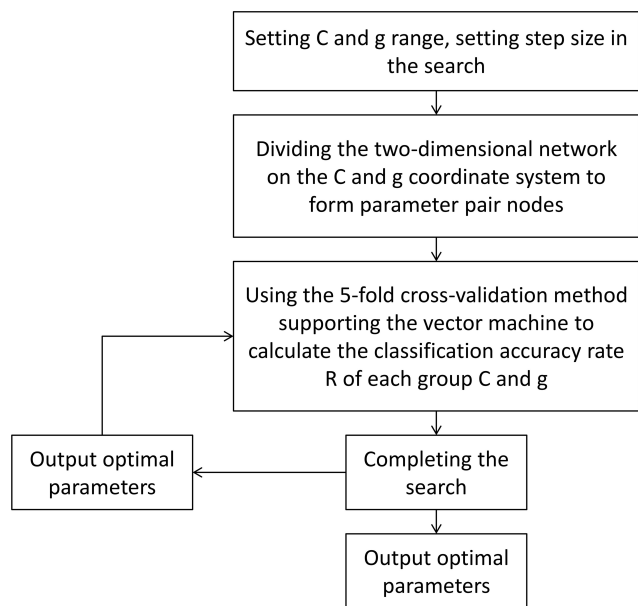 Setting C and g range, setting step size in
the search
Dividing the two-dimensional network
on the C and g coordinate system to
form parameter pair nodes
Using the 5-fold cross-validation method
supporting the vector machine to
calculate the classification accuracy rate
R of each group C and g
Output optimal
parameters
Completing the
search
Output optimal
parameters